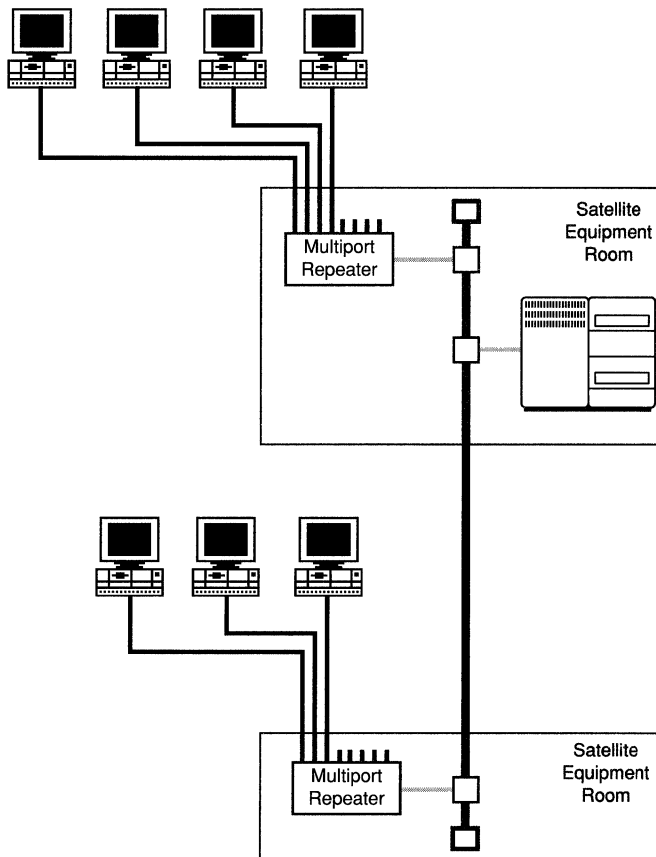 Satellite
Equipment
Room
Multiport
Repeater
Satellite
Equipment
Room
Multiport
Repeater